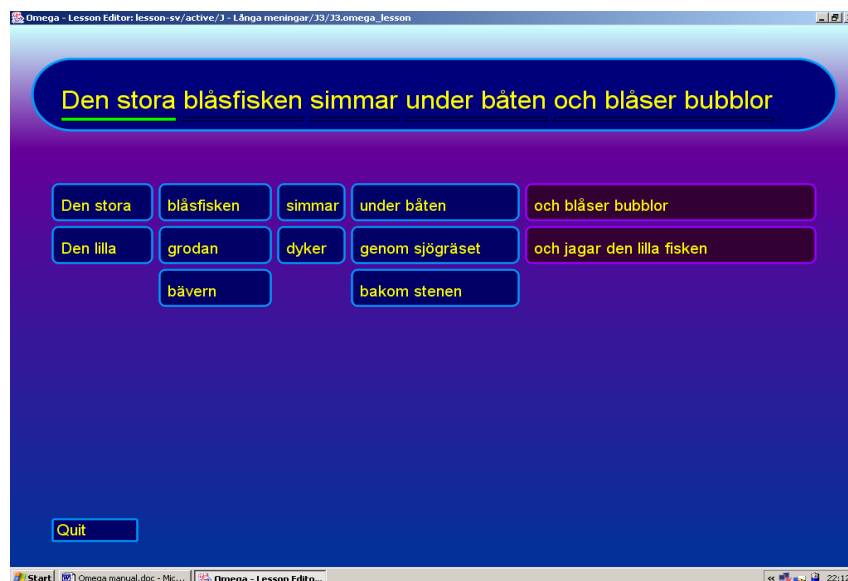 Omega - Lesson Editor: lesson-sv/active/J - Långa meningar/J3/J3.omega_lesson
Den stora blåsfisken simmar under båten och blåser bubblor
Den stora blåsfisken simmar under båten och blåser bubblor
Den lilla grodan dyker genom sjögräset och jagar den lilla fisken
bävern bakom stenen
Quit
Start Omega manual.doc - Mic... Omega - Lesson Edito... « 22:12